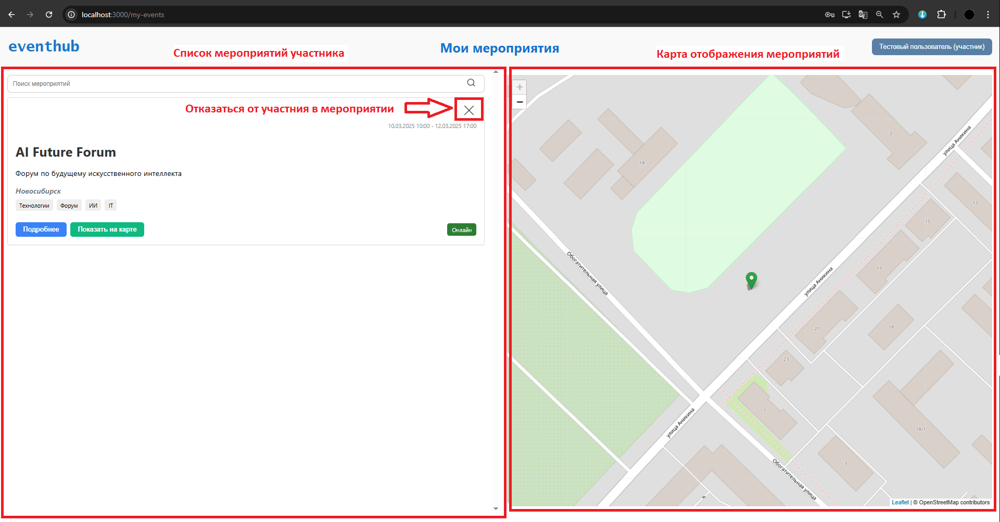 localhost:3000/my-events
eventhub
Список мероприятий участника
Мои мероприятия
Карта отображения мероприятий
Тестовый пользователь (участник)
Поиск мероприятий
Отказаться от участния в мероприятии
10.03.2025 10:00 - 12.03.2025 17:00
AI Future Forum
Форум по будущему искусственного интеллекта
Новосибирск
Технологии Форум ИИ IT
Подробнее Показать на карте Онлайн
+
−
улица Аникина
2
1А
13
15
17
Обогатительная улица
улица Аникина
21
19
23
1
улица Аникина
18/1
3
Обогатительная улица
Leaflet | © OpenStreetMap contributors